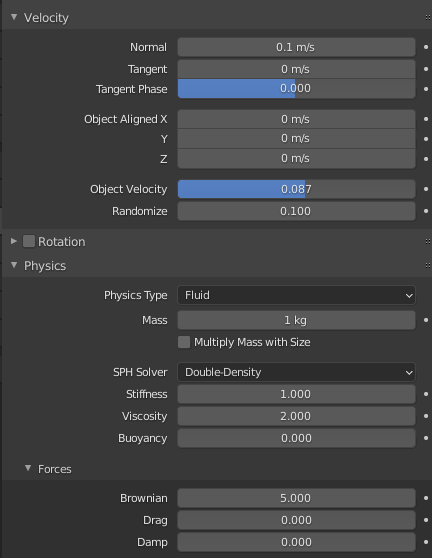 Velocity
Normal 0.1 m/s
Tangent 0 m/s
Tangent Phase 0.000
Object Aligned X 0 m/s
Y 0 m/s
Z 0 m/s
Object Velocity 0.087
Randomize 0.100
Rotation
Physics
Physics Type Fluid
Mass 1 kg
Multiply Mass with Size
SPH Solver Double-Density
Stiffness 1.000
Viscosity 2.000
Buoyancy 0.000
Forces
Brownian 5.000
Drag 0.000
Damp 0.000